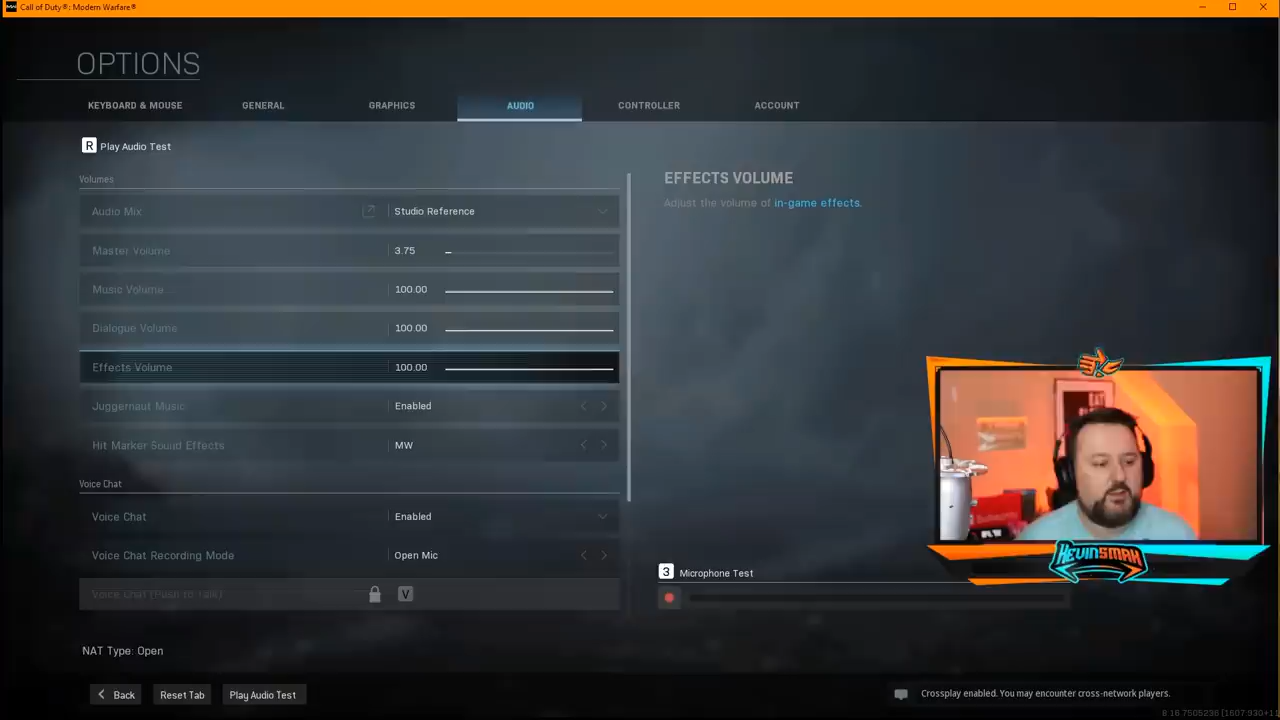 Call of Duty®: Modern Warfare®
OPTIONS
KEYBOARD & MOUSE
GENERAL
GRAPHICS
AUDIO
CONTROLLER
ACCOUNT
R Play Audio Test
Volumes
Audio Mix Studio Reference
Master Volume 3.75
Music Volume 100.00
Dialogue Volume 100.00
Effects Volume 100.00
Juggernaut Music Enabled
Hit Marker Sound Effects MW
Voice Chat
Voice Chat Enabled
Voice Chat Recording Mode Open Mic
Voice Chat (Push to Talk) V
EFFECTS VOLUME
Adjust the volume of in-game effects.
KEVINSMAK
3 Microphone Test
NAT Type: Open
Back
Reset Tab
Play Audio Test
Crossplay enabled. You may encounter cross-network players.